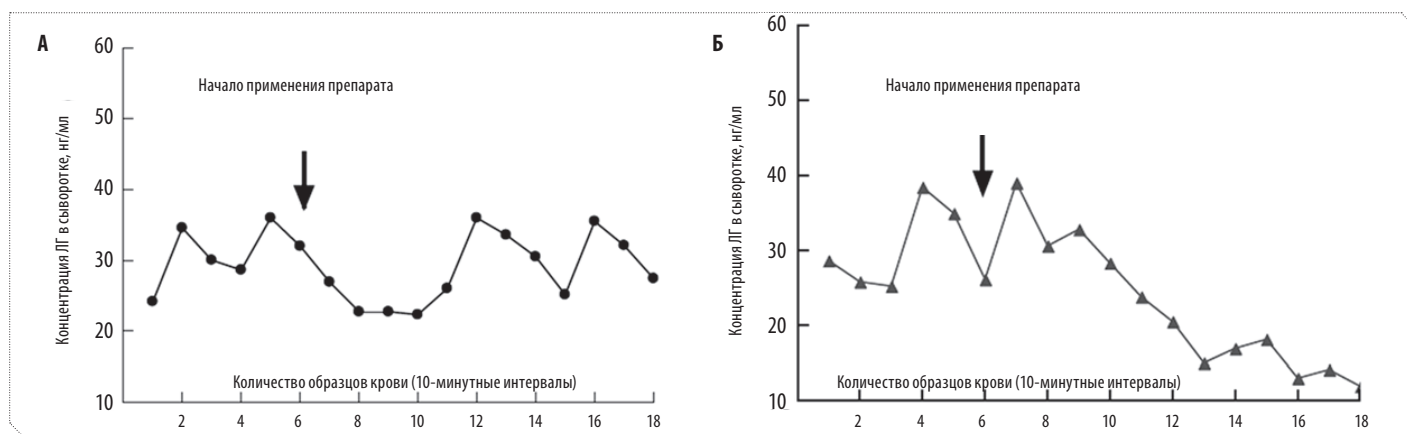 А
60
50
40
30
20
10
Концентрация ЛГ в сыворотке, нг/мл
Начало применения препарата
Количество образцов крови (10-минутные интервалы)
2 4 6 8 10 12 14 16 18
Б
60
50
40
30
20
10
Концентрация ЛГ в сыворотке, нг/мл
Начало применения препарата
Количество образцов крови (10-минутные интервалы)
2 4 6 8 10 12 14 16 18